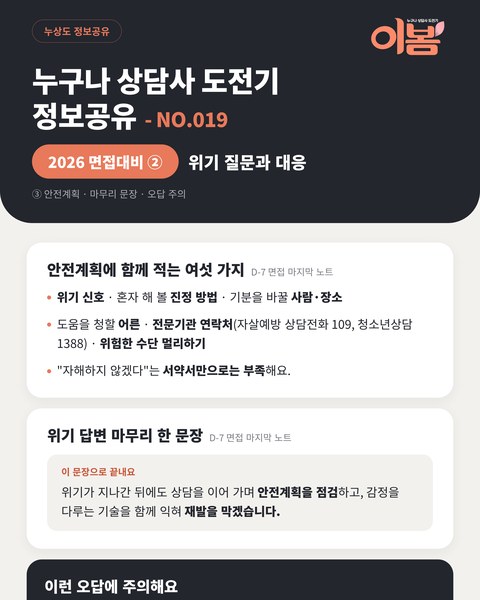 누상도 정보공유
누구나 상담사 도전기
이봄
누구나 상담사 도전기
정보공유 - NO.019
2026 면접대비 ② 위기 질문과 대응
③ 안전계획 · 마무리 문장 · 오답 주의
안전계획에 함께 적는 여섯 가지 D-7 면접 마지막 노트
• 위기 신호 · 혼자 해 볼 진정 방법 · 기분을 바꿀 사람·장소
• 도움을 청할 어른 · 전문기관 연락처(자살예방 상담전화 109, 청소년상담
1388) · 위험한 수단 멀리하기
• "자해하지 않겠다"는 서약서만으로는 부족해요.
위기 답변 마무리 한 문장 D-7 면접 마지막 노트
이 문장으로 끝내요
위기가 지나간 뒤에도 상담을 이어 가며 안전계획을 점검하고, 감정을
다루는 기술을 함께 익혀 재발을 막겠습니다.
이런 오답에 주의해요